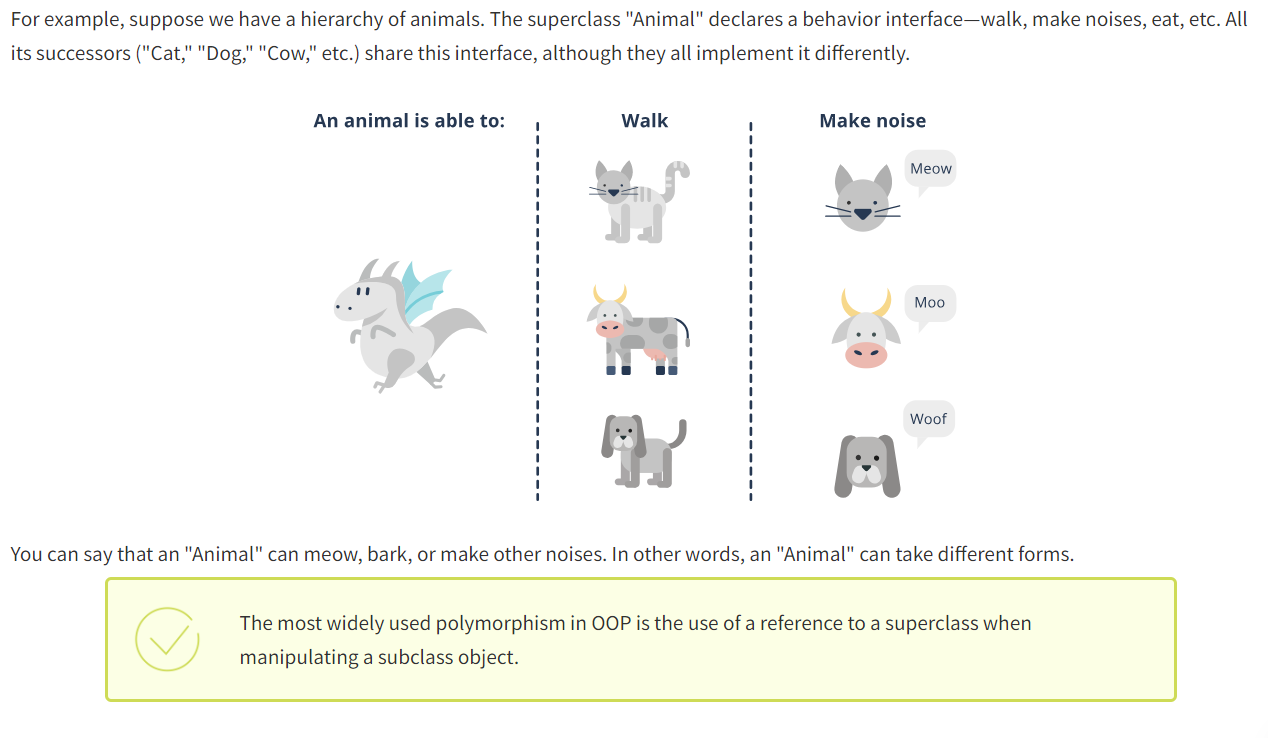 For example, suppose we have a hierarchy of animals. The superclass "Animal" declares a behavior interface—walk, make noises, eat, etc. All
its successors ("Cat," "Dog," "Cow," etc.) share this interface, although they all implement it differently.
An animal is able to:
Walk
Make noise
Meow
Moo
Woof
You can say that an "Animal" can meow, bark, or make other noises. In other words, an "Animal" can take different forms.
The most widely used polymorphism in OOP is the use of a reference to a superclass when
manipulating a subclass object.